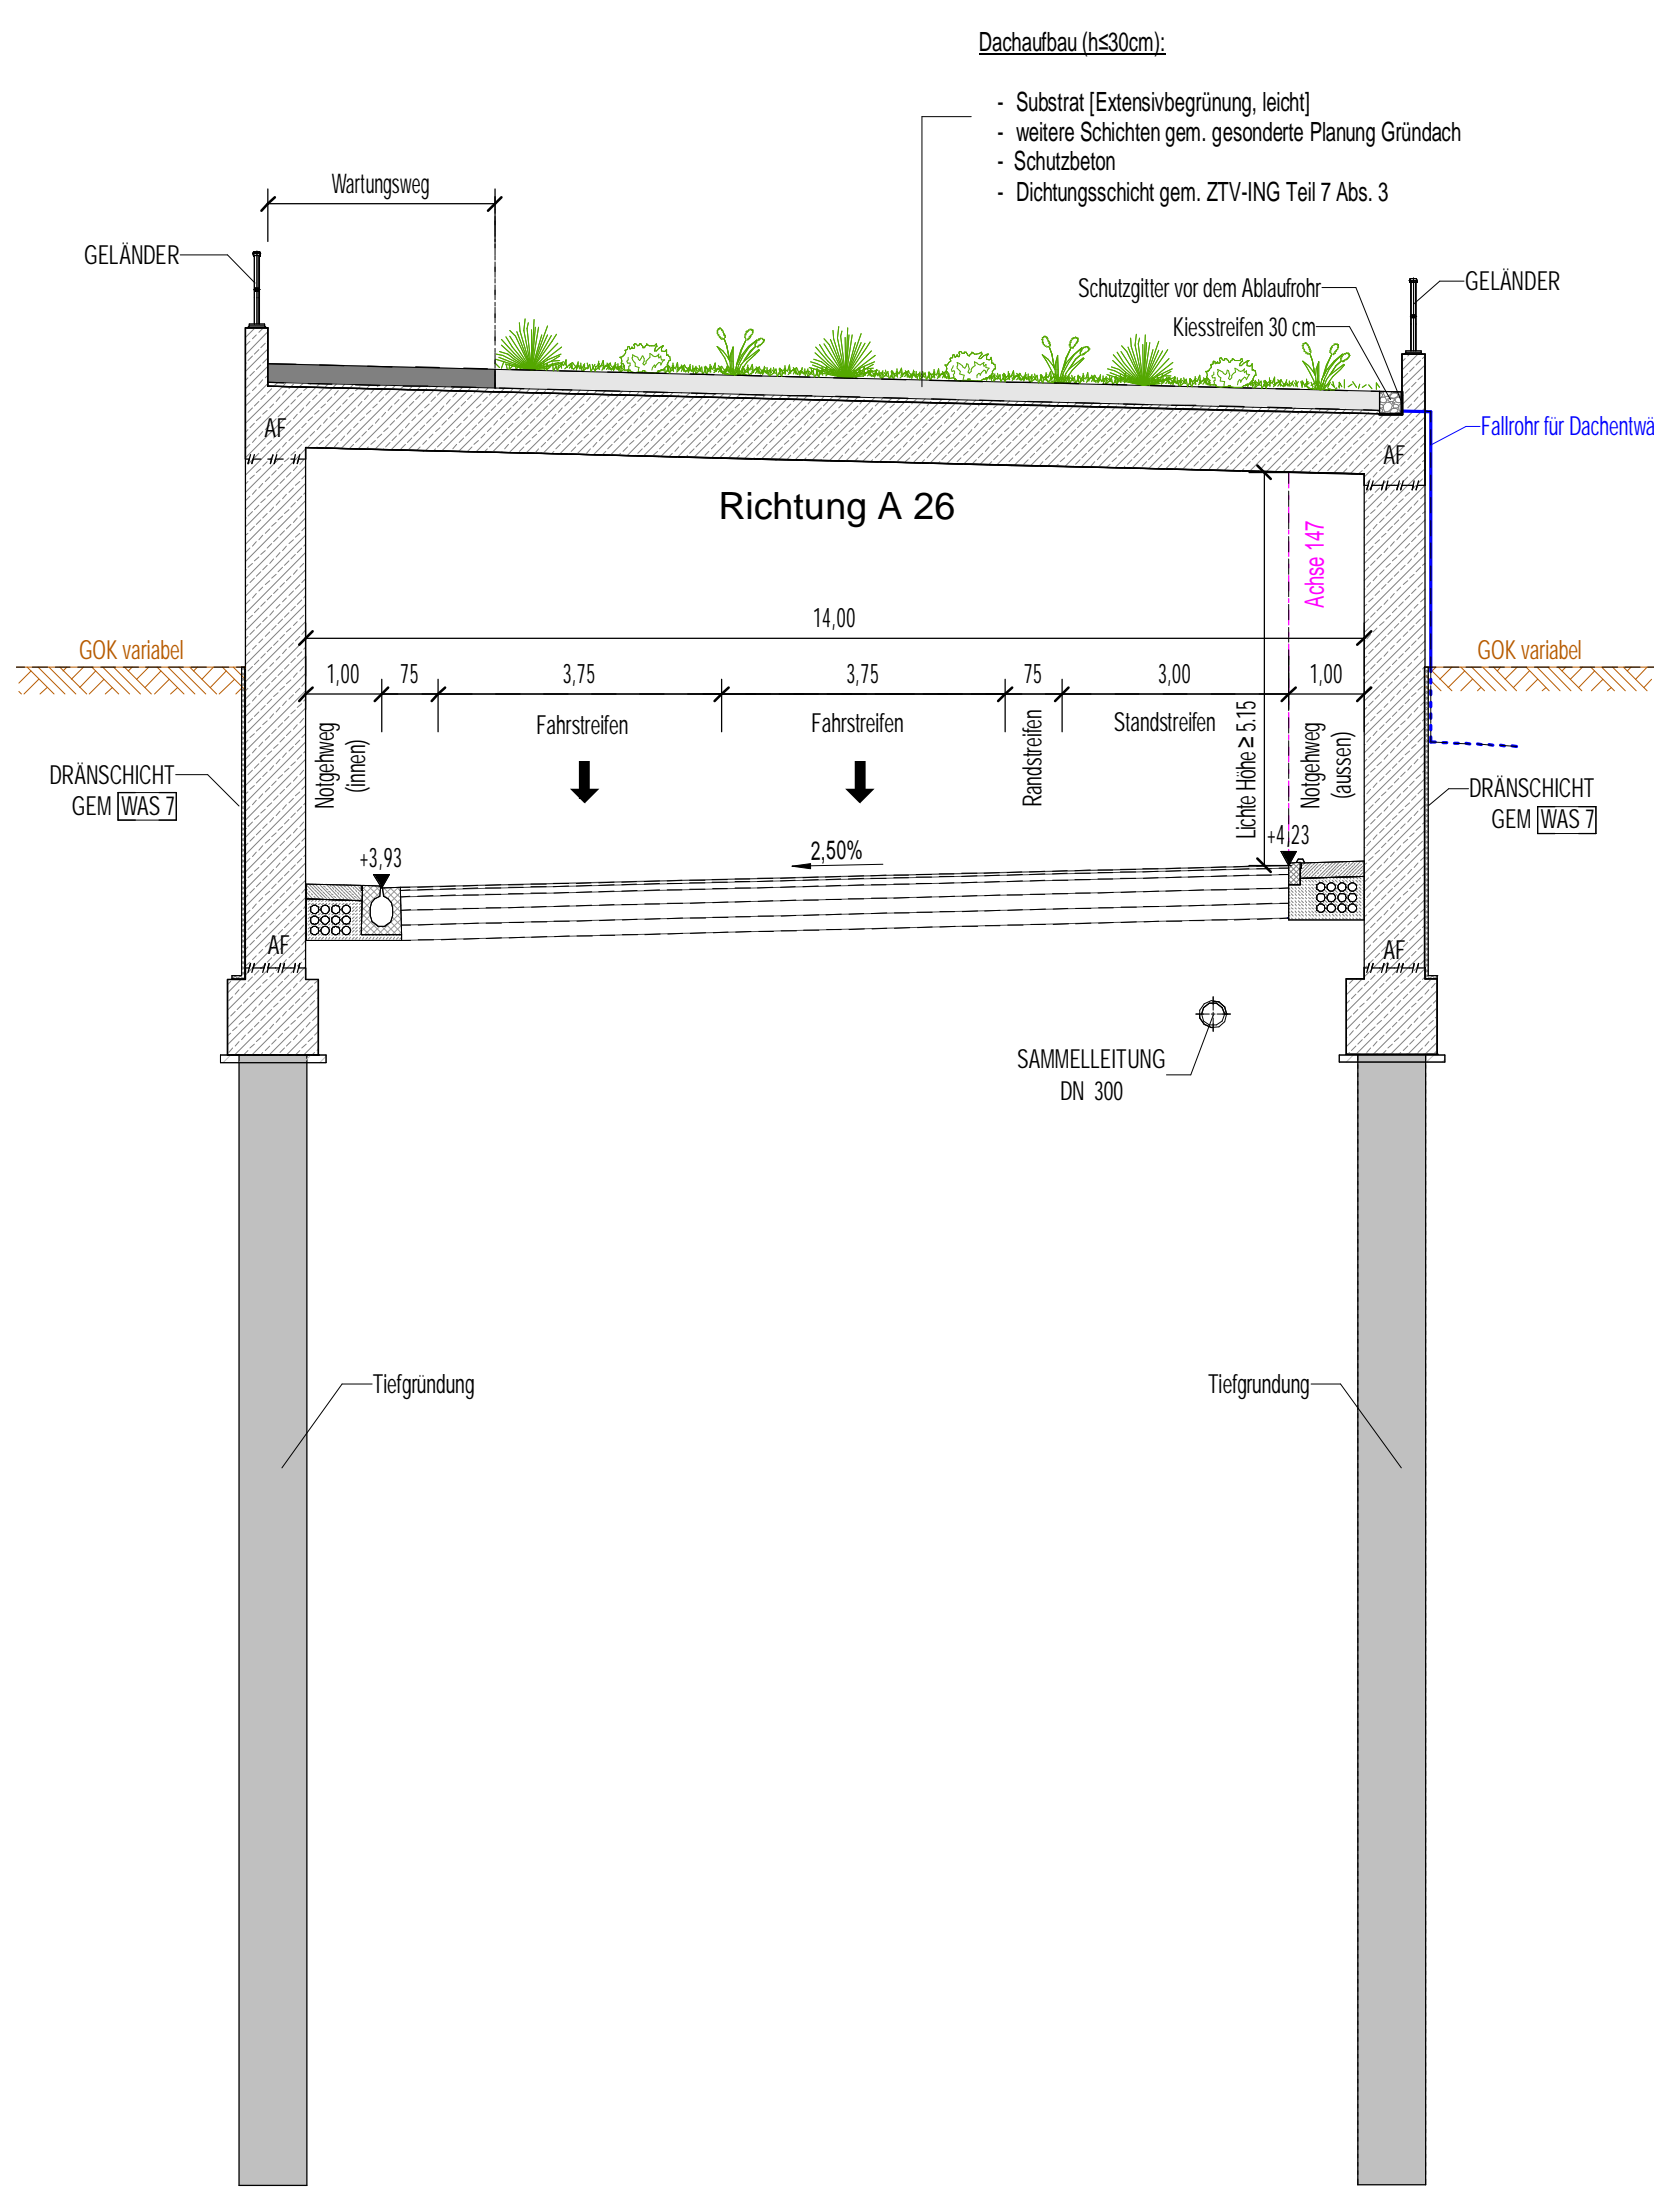 Dachaufbau (h≤30cm):
- Substrat [Extensivbegrünung, leicht]
- weitere Schichten gem. gesonderte Planung Gründach
- Schutzbeton
- Dichtungsschicht gem. ZTV-ING Teil 7 Abs. 3
Wartungsweg
GELÄNDER
Schutzgitter vor dem Ablaufrohr
GELÄNDER
Kiesstreifen 30 cm
AF
Fallrohr für Dachentwä
AF
Richtung A 26
Achse 147
14,00
GOK variabel
GOK variabel
1,00
75
3,75
3,75
75
3,00
1,00
Notgehweg
(innen)
Fahrstreifen
Fahrstreifen
Randstreifen
Standstreifen
Lichte Höhe ≥ 5.15
Notgehweg
(aussen)
DRÄNSCHICHT
GEM WAS 7
DRÄNSCHICHT
GEM WAS 7
+3,93
2,50%
+4,23
AF
AF
SAMMELLEITUNG
DN 300
Tiefgründung
Tiefgrundung